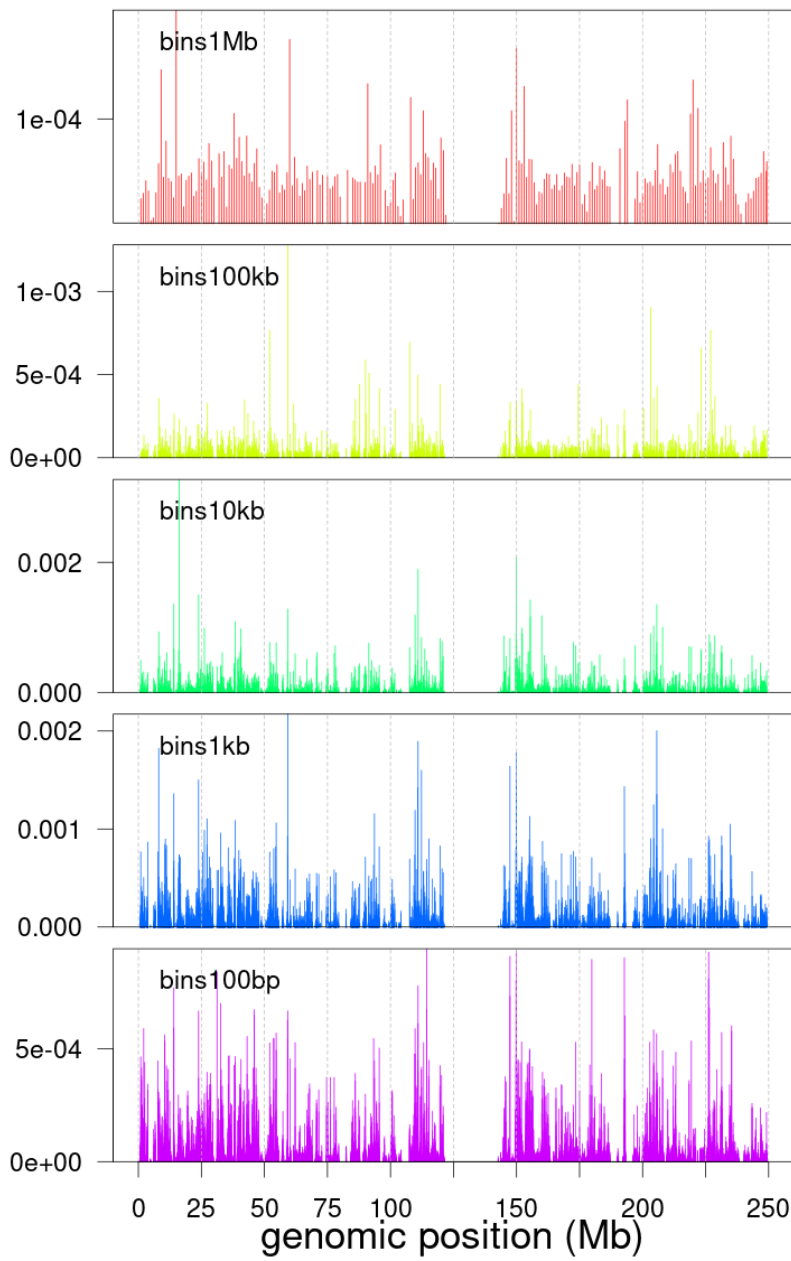 bins1Mb
1e-04
bins100kb
1e-03
5e-04
0e+00
bins10kb
0.002
0.000
bins1kb
0.002
0.001
0.000
bins100bp
5e-04
0e+00
0 25 50 75 100 150 200 250
genomic position (Mb)